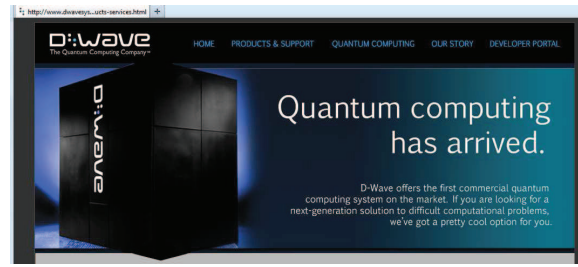 http://www.dwavesys...ucts-services.html +
D:wave
The Quantum Computing Company™
HOME PRODUCTS & SUPPORT QUANTUM COMPUTING OUR STORY DEVELOPER PORTAL
D:wave
Quantum computing
has arrived.
D-Wave offers the first commercial quantum
computing system on the market. If you are looking for a
next-generation solution to difficult computational problems,
we've got a pretty cool option for you.